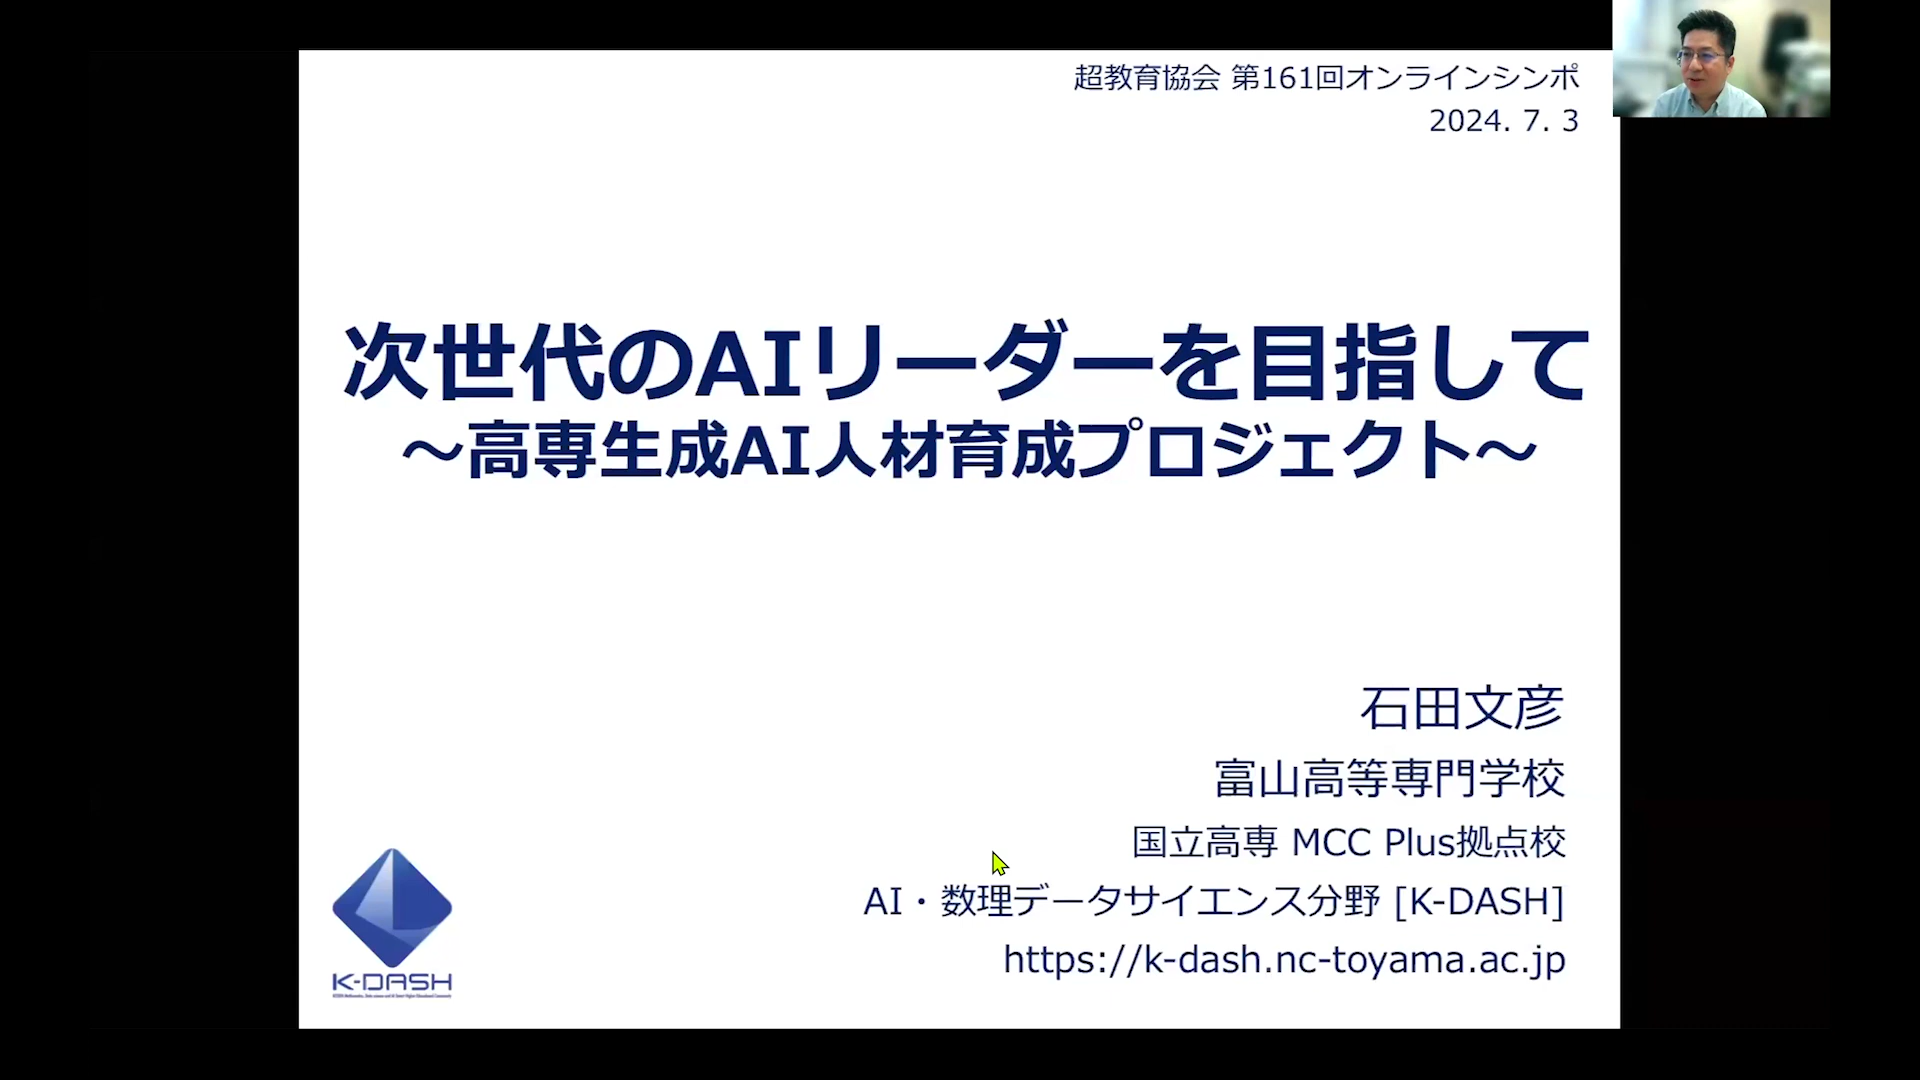 超教育協会 第161回オンラインシンポ
2024. 7. 3
次世代のAIリーダーを目指して
～高専生成AI人材育成プロジェクト～
石田文彦
富山高等専門学校
国立高専 MCC Plus拠点校
AI・数理データサイエンス分野 [K-DASH]
https://k-dash.nc-toyama.ac.jp
K-DASH